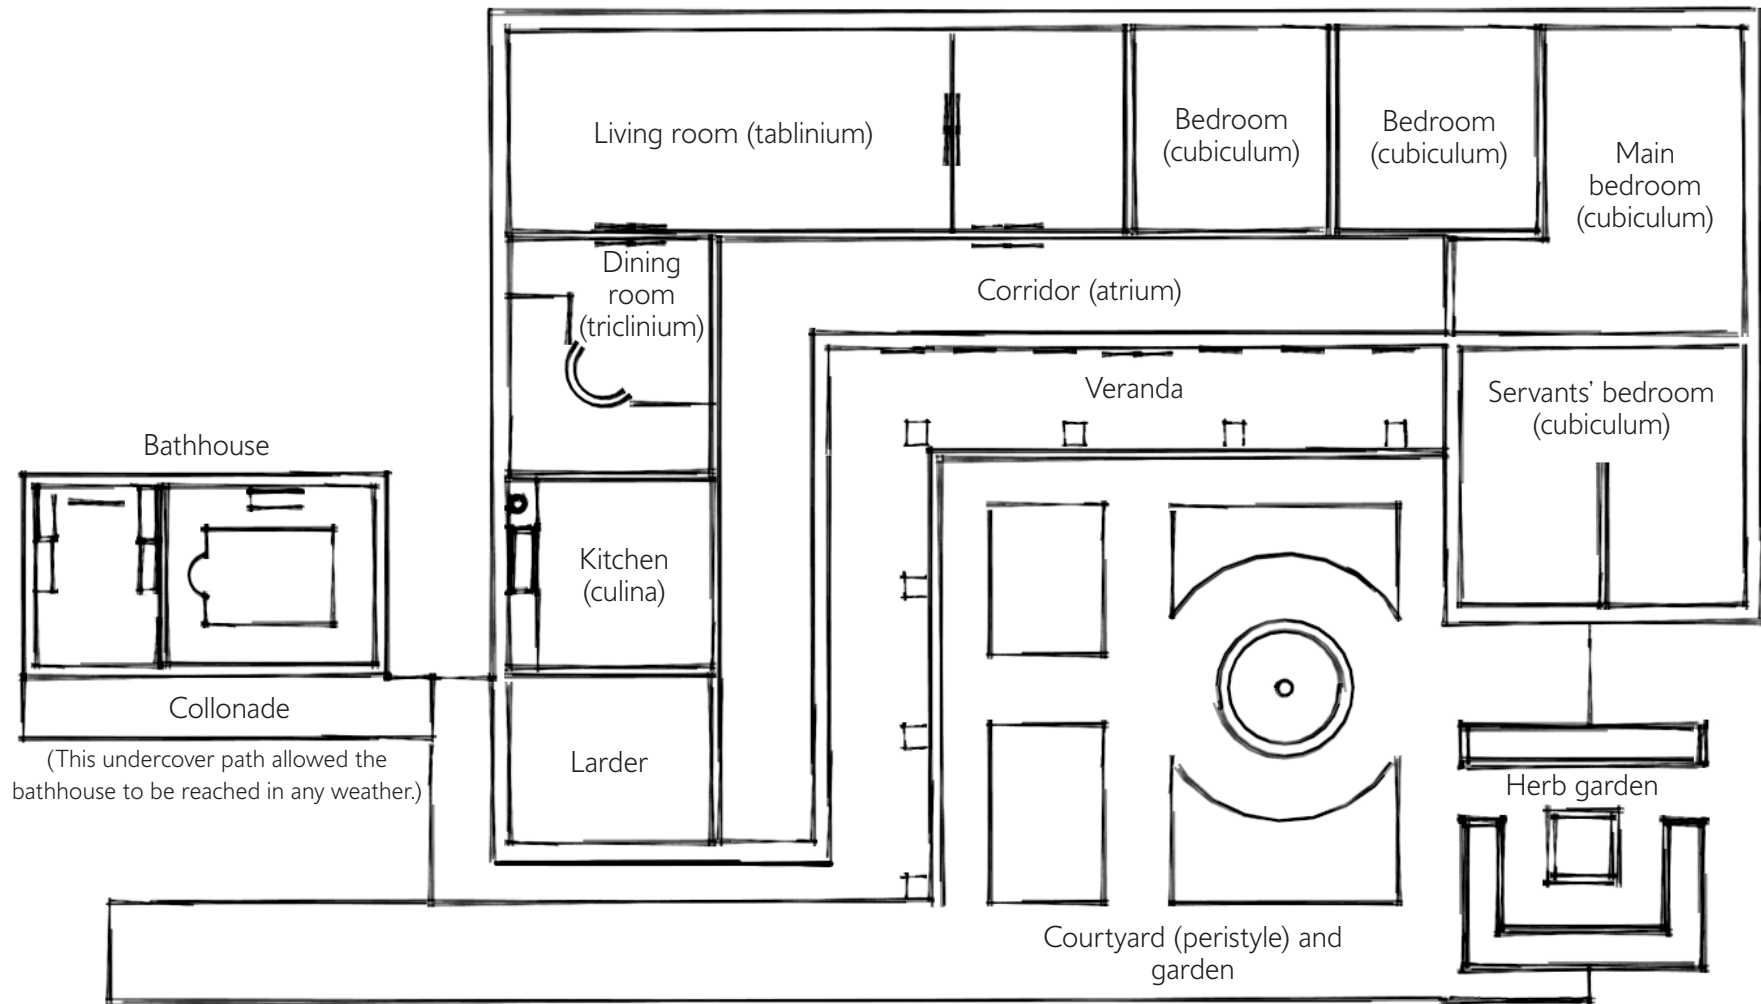 Living room (tablinium)
Bedroom
(cubiculum)
Bedroom
(cubiculum)
Main
bedroom
(cubiculum)
Dining
room
(triclinium)
Corridor (atrium)
Veranda
Servants’ bedroom
(cubiculum)
Bathhouse
Kitchen
(culina)
Collonade
(This undercover path allowed the
bathhouse to be reached in any weather.)
Larder
Herb garden
Courtyard (peristyle) and
garden